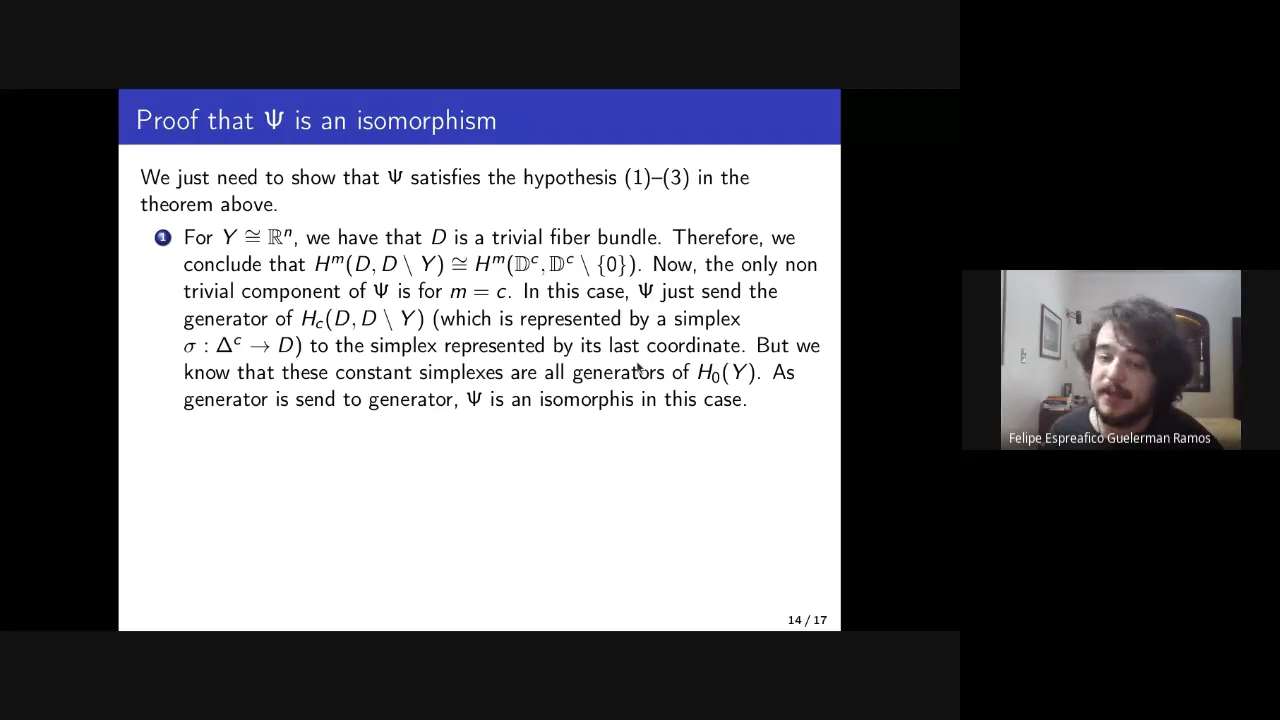 Proof that Ψ is an isomorphism
We just need to show that Ψ satisfies the hypothesis (1)–(3) in the
theorem above.
1 For Y ≅ ℝⁿ, we have that D is a trivial fiber bundle. Therefore, we
conclude that Hᵐ(D, D \ Y) ≅ Hᵐ(𝔻ᶜ, 𝔻ᶜ \ {0}). Now, the only non
trivial component of Ψ is for m = c. In this case, Ψ just send the
generator of H_c(D, D \ Y) (which is represented by a simplex
σ : Δᶜ → D) to the simplex represented by its last coordinate. But we
know that these constant simplexes are all generators of H₀(Y). As
generator is send to generator, Ψ is an isomorphis in this case.
14 / 17
Felipe Espreafico Guelerman Ramos